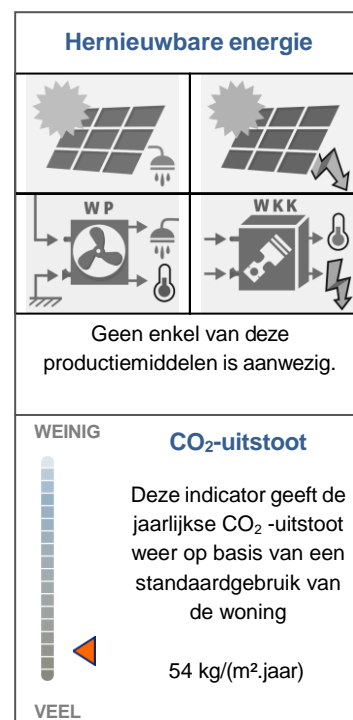 Hernieuwbare energie
WP
WKK
Geen enkel van deze
productiemiddelen is aanwezig.
WEINIG
CO₂-uitstoot
Deze indicator geeft de
jaarlijkse CO₂ -uitstoot
weer op basis van een
standaardgebruik van
de woning
54 kg/(m².jaar)
VEEL